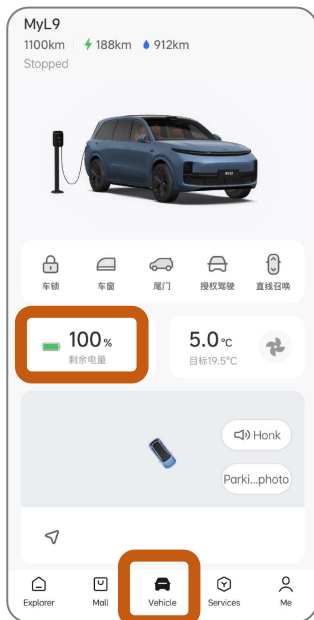 MyL9
1100km 188km 912km
Stopped
车锁 车窗 尾门 授权驾驶 直线召唤
100%
剩余电量
5.0°C
目标19.5°C
Honk
Parki...photo
Explorer Mall Vehicle Services Me